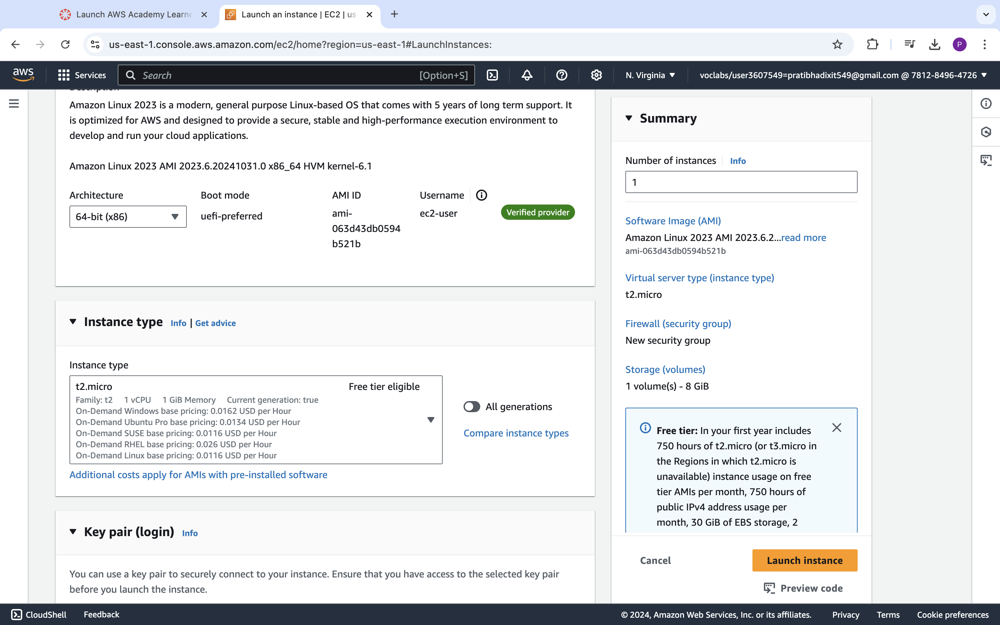 Launch AWS Academy Learne
Launch an instance | EC2 | us-
us-east-1.console.aws.amazon.com/ec2/home?region=us-east-1#LaunchInstances:
P
aws
Services
Search
[Option+S]
N. Virginia
voclabs/user3607549=pratibhadixit549@gmail.com @ 7812-8496-4726
Description
Amazon Linux 2023 is a modern, general purpose Linux-based OS that comes with 5 years of long term support. It
is optimized for AWS and designed to provide a secure, stable and high-performance execution environment to
develop and run your cloud applications.
Amazon Linux 2023 AMI 2023.6.20241031.0 x86_64 HVM kernel-6.1
Architecture
64-bit (x86)
Boot mode
uefi-preferred
AMI ID
ami-
063d43db0594
b521b
Username
ec2-user
Verified provider
Instance type Info | Get advice
Instance type
t2.micro
Free tier eligible
Family: t2 1 vCPU 1 GiB Memory Current generation: true
On-Demand Windows base pricing: 0.0162 USD per Hour
On-Demand Ubuntu Pro base pricing: 0.0134 USD per Hour
On-Demand SUSE base pricing: 0.0116 USD per Hour
On-Demand RHEL base pricing: 0.026 USD per Hour
On-Demand Linux base pricing: 0.0116 USD per Hour
All generations
Compare instance types
Additional costs apply for AMIs with pre-installed software
Key pair (login) Info
You can use a key pair to securely connect to your instance. Ensure that you have access to the selected key pair
before you launch the instance.
Summary
Number of instances Info
1
Software Image (AMI)
Amazon Linux 2023 AMI 2023.6.2...read more
ami-063d43db0594b521b
Virtual server type (instance type)
t2.micro
Firewall (security group)
New security group
Storage (volumes)
1 volume(s) - 8 GiB
Free tier: In your first year includes
750 hours of t2.micro (or t3.micro in
the Regions in which t2.micro is
unavailable) instance usage on free
tier AMIs per month, 750 hours of
public IPv4 address usage per
month, 30 GiB of EBS storage, 2
Cancel
Launch instance
Preview code
CloudShell
Feedback
© 2024, Amazon Web Services, Inc. or its affiliates.
Privacy
Terms
Cookie preferences